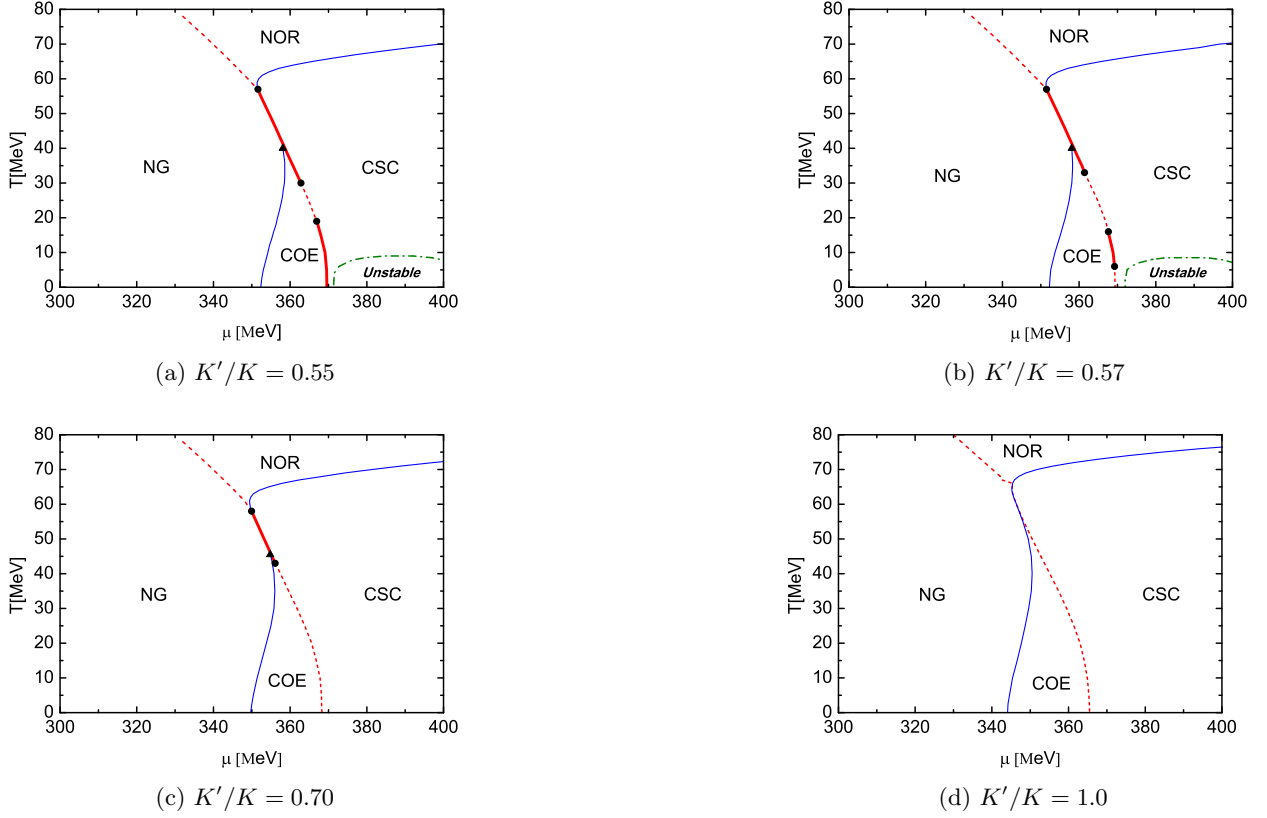 80
70
60
50
40
30
20
10
0
T[MeV]
NOR
NG
CSC
COE
Unstable
300 320 340 360 380 400
μ [MeV]
(a) K′/K = 0.55
80
70
60
50
40
30
20
10
0
T[MeV]
NOR
NG
CSC
COE
Unstable
300 320 340 360 380 400
μ [MeV]
(b) K′/K = 0.57
80
70
60
50
40
30
20
10
0
T[MeV]
NOR
NG
CSC
COE
300 320 340 360 380 400
μ [MeV]
(c) K′/K = 0.70
80
70
60
50
40
30
20
10
0
T[MeV]
NOR
NG
CSC
COE
300 320 340 360 380 400
μ [MeV]
(d) K′/K = 1.0